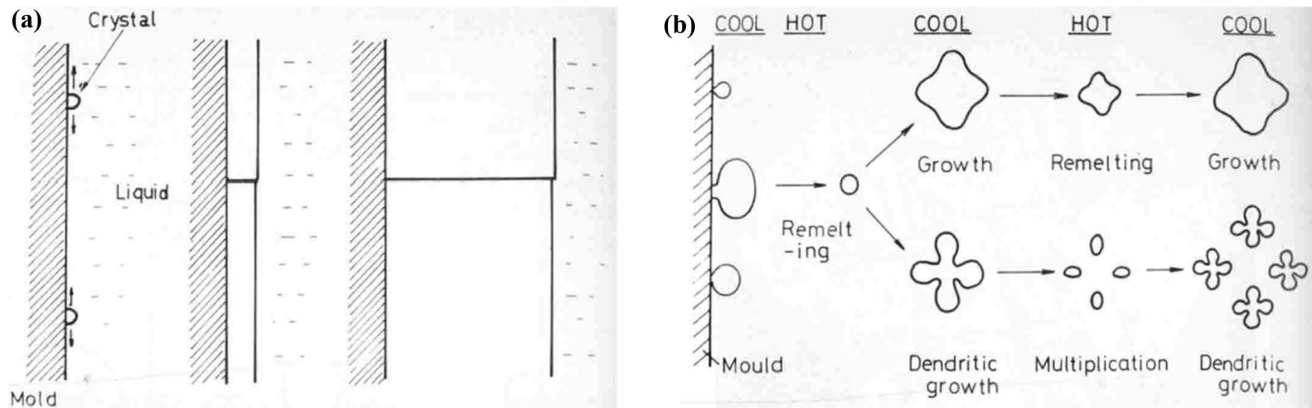 (a)
Crystal
Liquid
Mold
(b)
COOL HOT COOL HOT COOL
Growth Remelting Growth
Remelt
-ing
Mould Dendritic growth Multiplication Dendritic growth